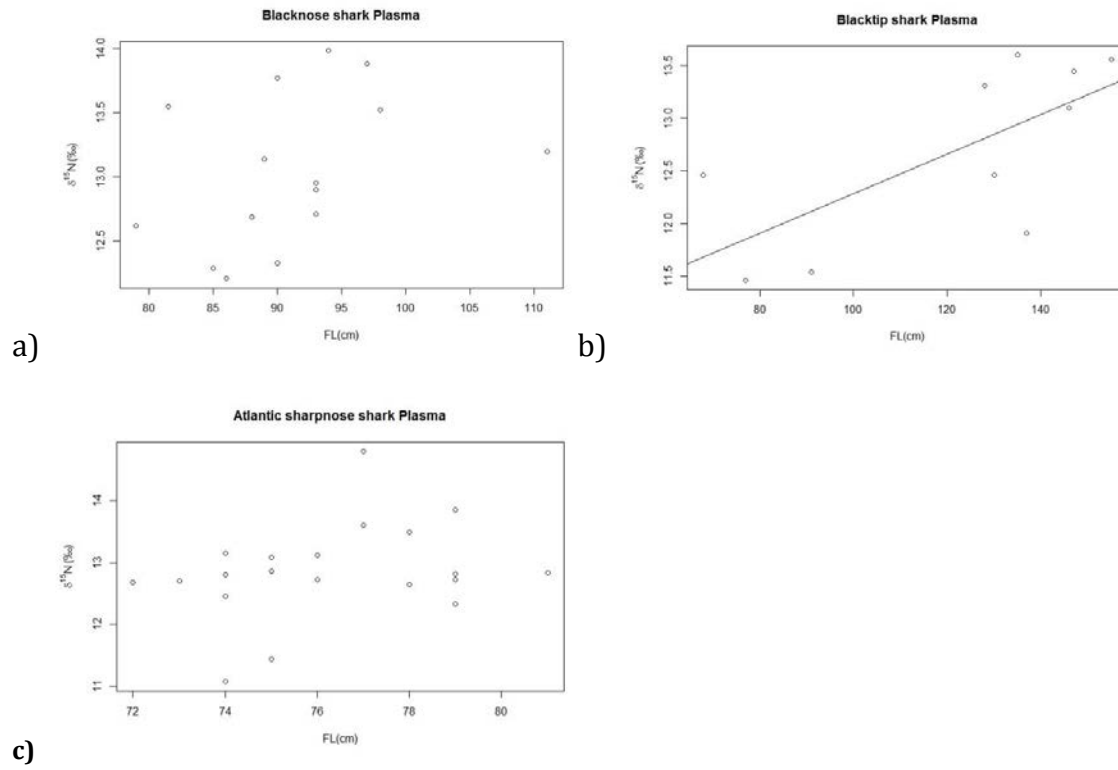 Blacknose shark Plasma
14.0
13.5
13.0
12.5
δ15N(‰)
80 85 90 95 100 105 110
FL(cm)
a)
Blacktip shark Plasma
13.5
13.0
12.5
12.0
11.5
δ15N(‰)
80 100 120 140
FL(cm)
b)
Atlantic sharpnose shark Plasma
14
13
12
11
δ15N(‰)
72 74 76 78 80
FL(cm)
c)